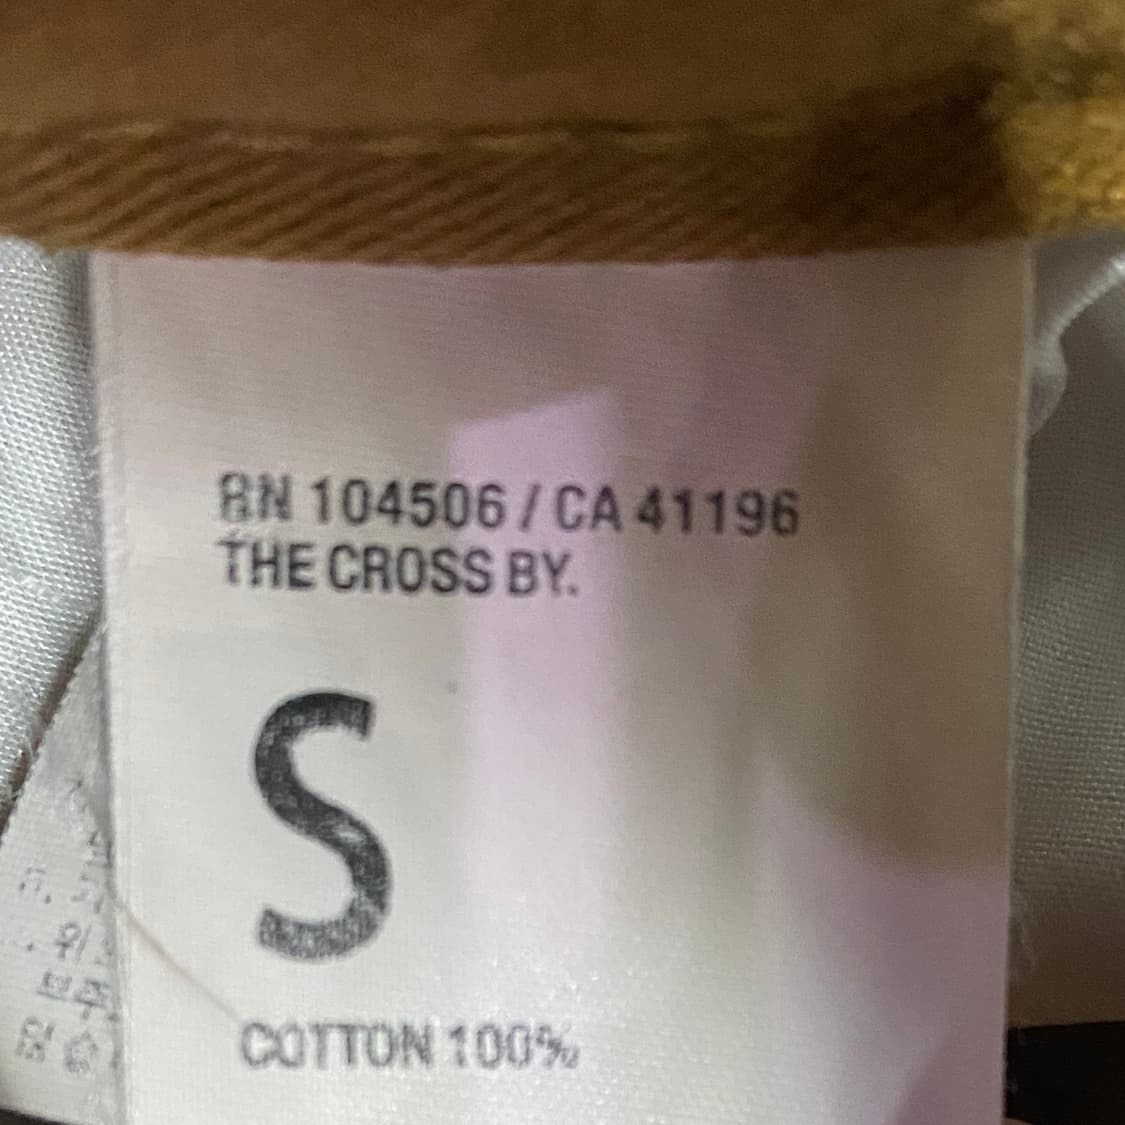 RN 104506 / CA 41196
THE CROSS BY.
S
COTTON 100%